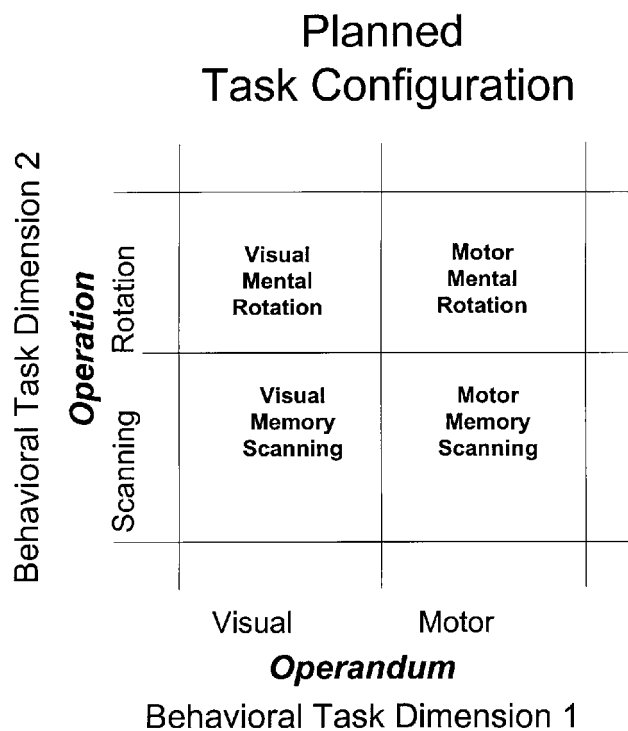 Planned
Task Configuration
Behavioral Task Dimension 2
Operation
Rotation
Scanning
Visual
Mental
Rotation
Motor
Mental
Rotation
Visual
Memory
Scanning
Motor
Memory
Scanning
Visual
Motor
Operandum
Behavioral Task Dimension 1